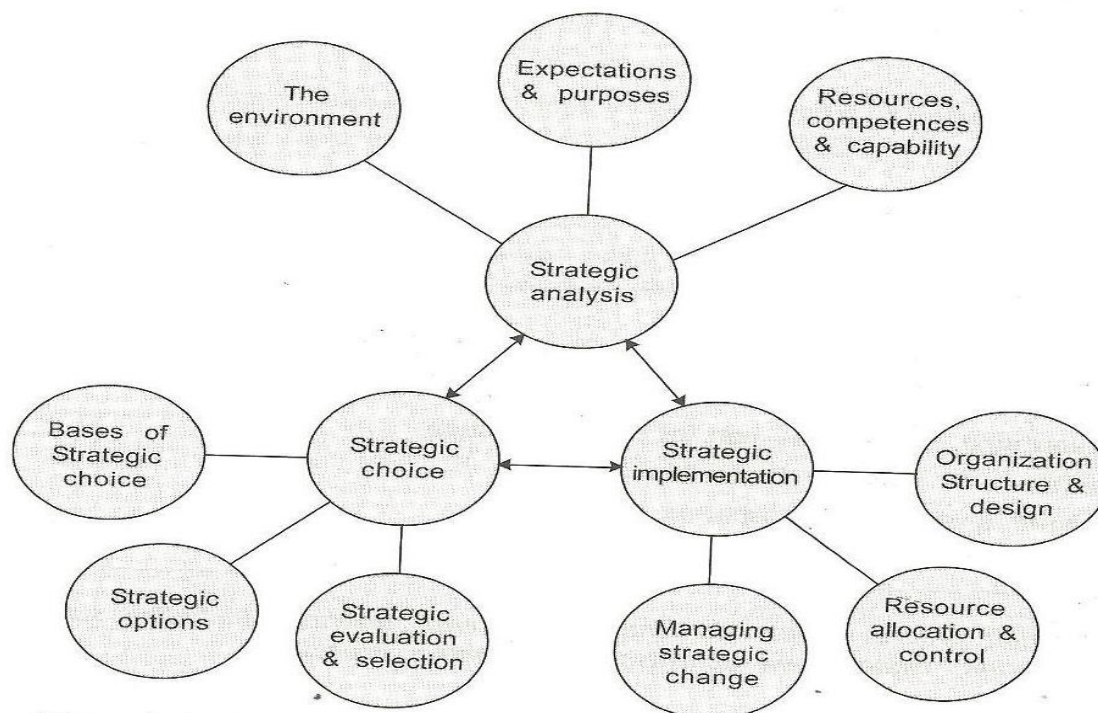 The
environment
Expectations
& purposes
Resources,
competences
& capability
Strategic
analysis
Bases of
Strategic
choice
Strategic
choice
Strategic
implementation
Organization
Structure &
design
Strategic
options
Strategic
evaluation
& selection
Managing
strategic
change
Resource
allocation &
control